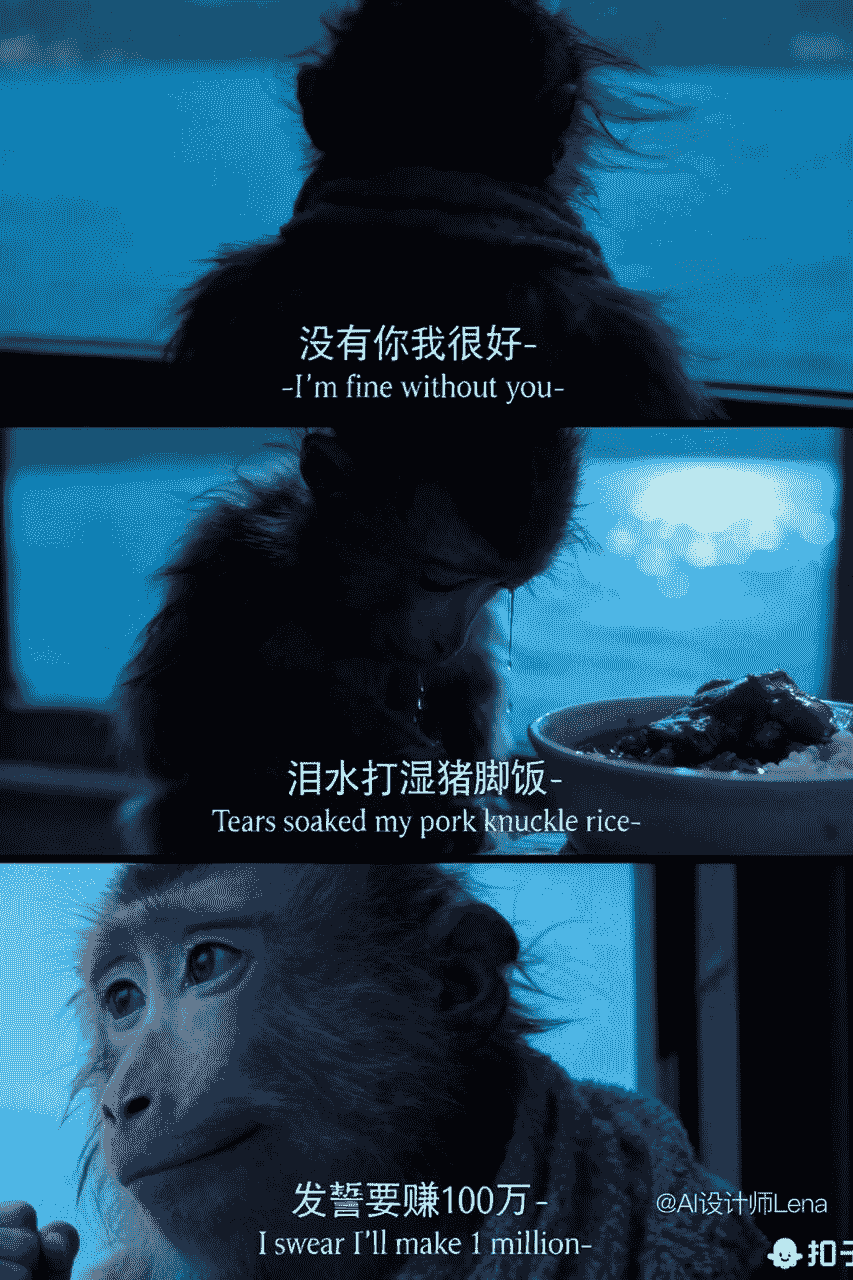 没有你我很好-
-I'm fine without you-
泪水打湿猪脚饭-
Tears soaked my pork knuckle rice-
发誓要赚100万-
@AI设计师Lena
I swear I'll make 1 million-
扣